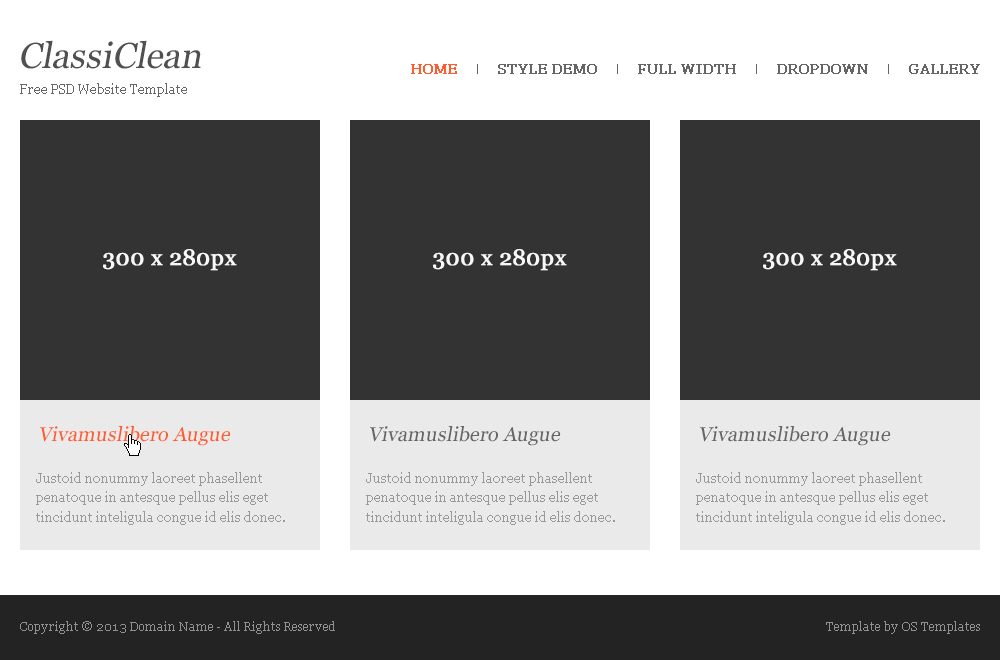 ClassiClean
Free PSD Website Template
HOME | STYLE DEMO | FULL WIDTH | DROPDOWN | GALLERY
300 x 280px
300 x 280px
300 x 280px
Vivamuslibero Augue
Justoid nonummy laoreet phasellent
penatoque in antesque pellus elis eget
tincidunt inteligula congue id elis donec.
Vivamuslibero Augue
Justoid nonummy laoreet phasellent
penatoque in antesque pellus elis eget
tincidunt inteligula congue id elis donec.
Vivamuslibero Augue
Justoid nonummy laoreet phasellent
penatoque in antesque pellus elis eget
tincidunt inteligula congue id elis donec.
Copyright © 2013 Domain Name - All Rights Reserved
Template by OS Templates